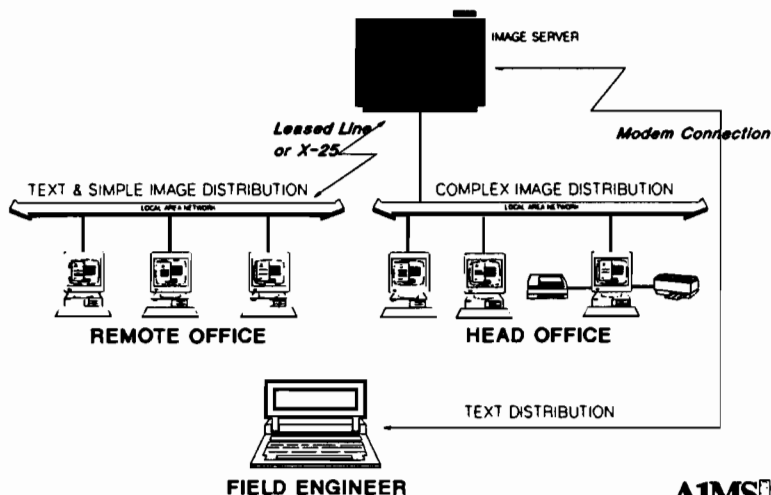 IMAGE SERVER
Leased Line
or X-25
Modem Connection
TEXT & SIMPLE IMAGE DISTRIBUTION
COMPLEX IMAGE DISTRIBUTION
LOCAL AREA NETWORK
LOCAL AREA NETWORK
REMOTE OFFICE
HEAD OFFICE
TEXT DISTRIBUTION
FIELD ENGINEER
A1MS